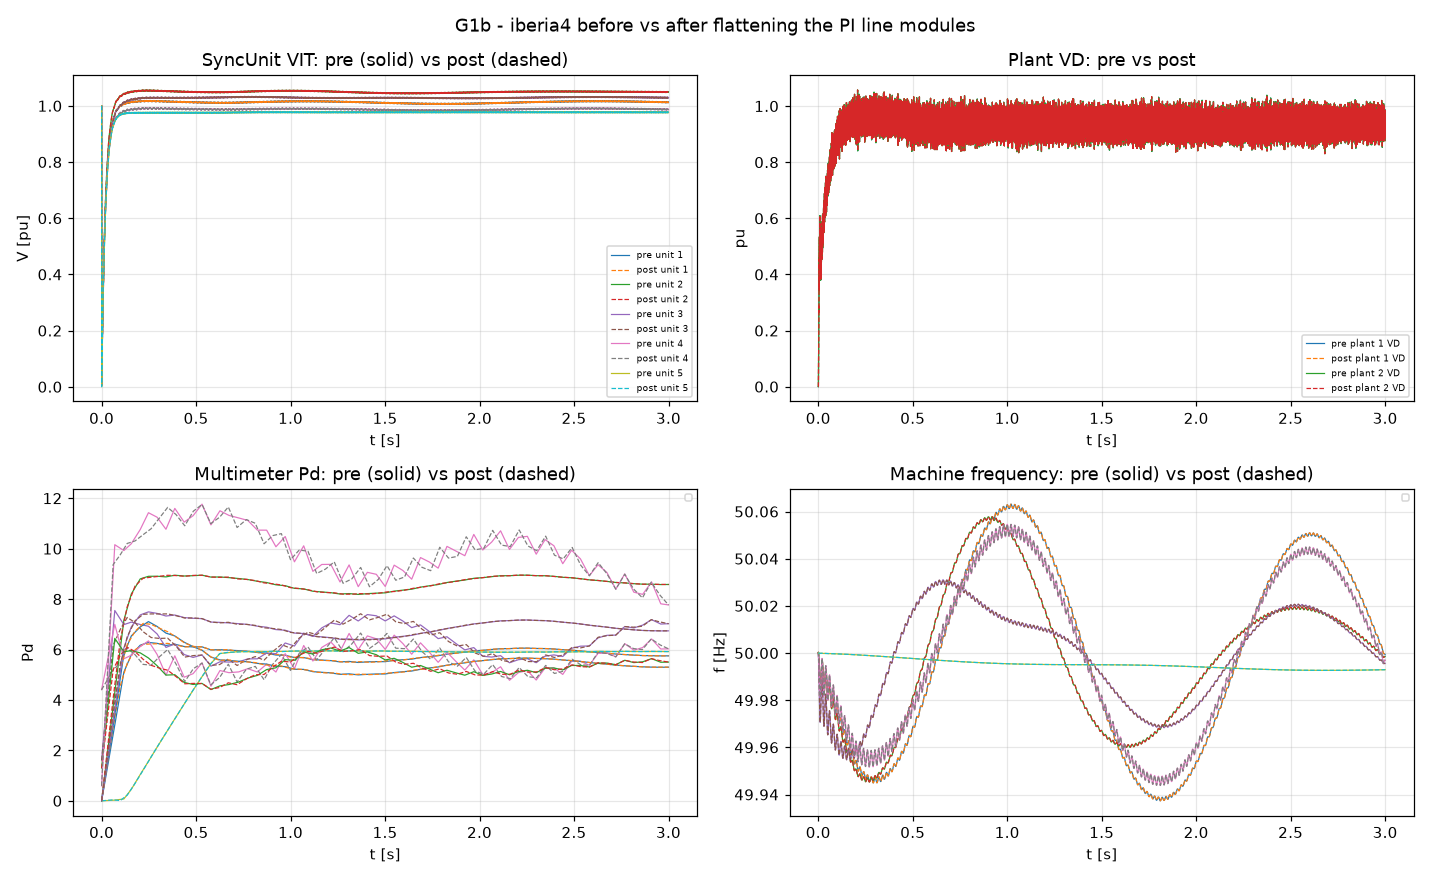 G1b - iberia4 before vs after flattening the PI line modules
SyncUnit VIT: pre (solid) vs post (dashed)
V [pu]
1.0
0.8
0.6
0.4
0.2
0.0
0.0 0.5 1.0 1.5 2.0 2.5 3.0
t [s]
pre unit 1
post unit 1
pre unit 2
post unit 2
pre unit 3
post unit 3
pre unit 4
post unit 4
pre unit 5
post unit 5
Plant VD: pre vs post
pu
1.0
0.8
0.6
0.4
0.2
0.0
0.0 0.5 1.0 1.5 2.0 2.5 3.0
t [s]
pre plant 1 VD
post plant 1 VD
pre plant 2 VD
post plant 2 VD
Multimeter Pd: pre (solid) vs post (dashed)
Pd
12
10
8
6
4
2
0
0.0 0.5 1.0 1.5 2.0 2.5 3.0
t [s]
Machine frequency: pre (solid) vs post (dashed)
f [Hz]
50.06
50.04
50.02
50.00
49.98
49.96
49.94
0.0 0.5 1.0 1.5 2.0 2.5 3.0
t [s]